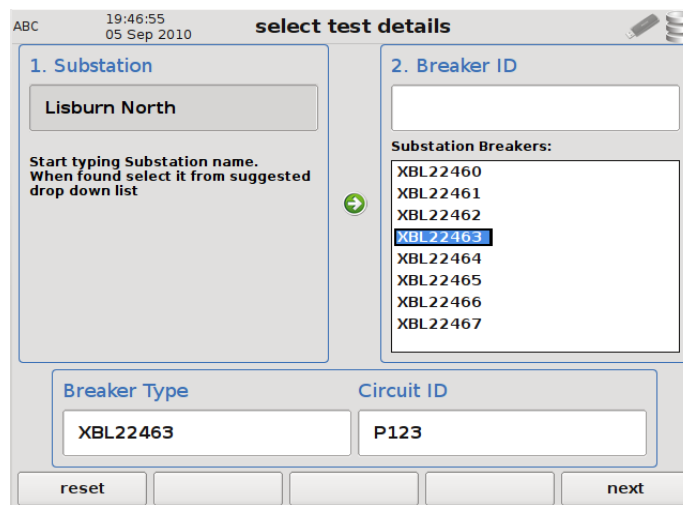 ABC
19:46:55
05 Sep 2010
select test details
1. Substation
Lisburn North
Start typing Substation name.
When found select it from suggested
drop down list
2. Breaker ID
Substation Breakers:
XBL22460
XBL22461
XBL22462
XBL22463
XBL22464
XBL22465
XBL22466
XBL22467
Breaker Type
XBL22463
Circuit ID
P123
reset
next